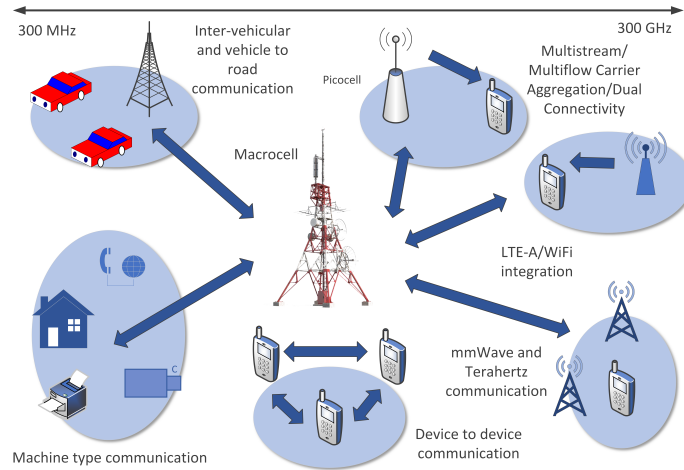 300 MHz
300 GHz
Inter-vehicular
and vehicle to
road
communication
Picocell
Multistream/
Multiflow Carrier
Aggregation/Dual
Connectivity
Macrocell
LTE-A/WiFi
integration
C
mmWave and
Terahertz
communication
Machine type communication
Device to device
communication